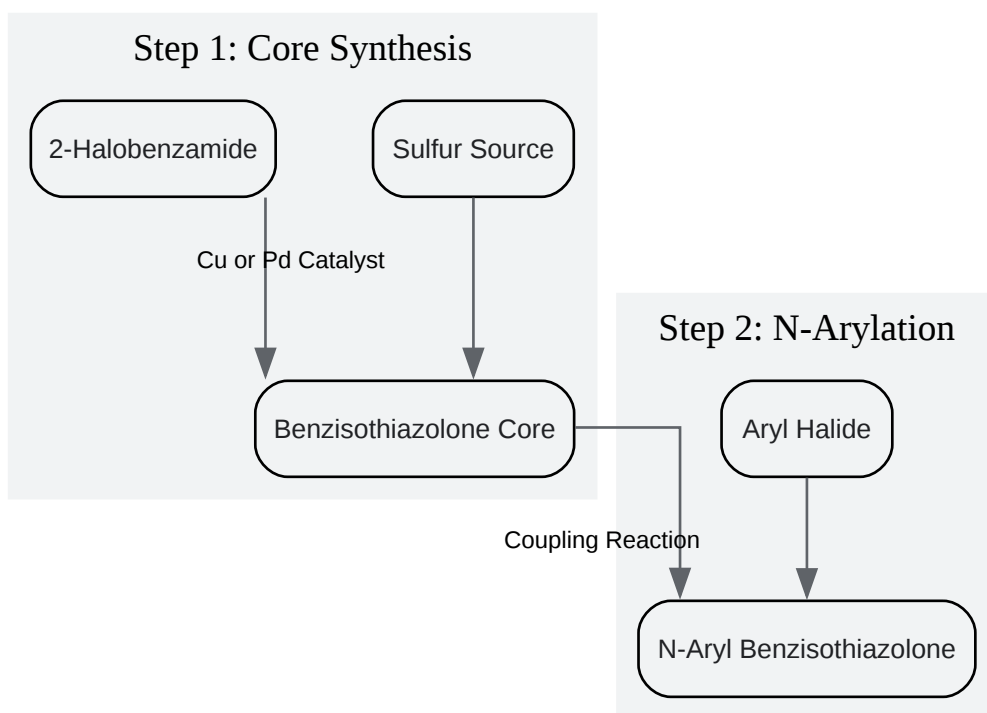 Step 1: Core Synthesis
2-Halobenzamide
Sulfur Source
Cu or Pd Catalyst
Benzisothiazolone Core
Step 2: N-Arylation
Aryl Halide
Coupling Reaction
N-Aryl Benzisothiazolone